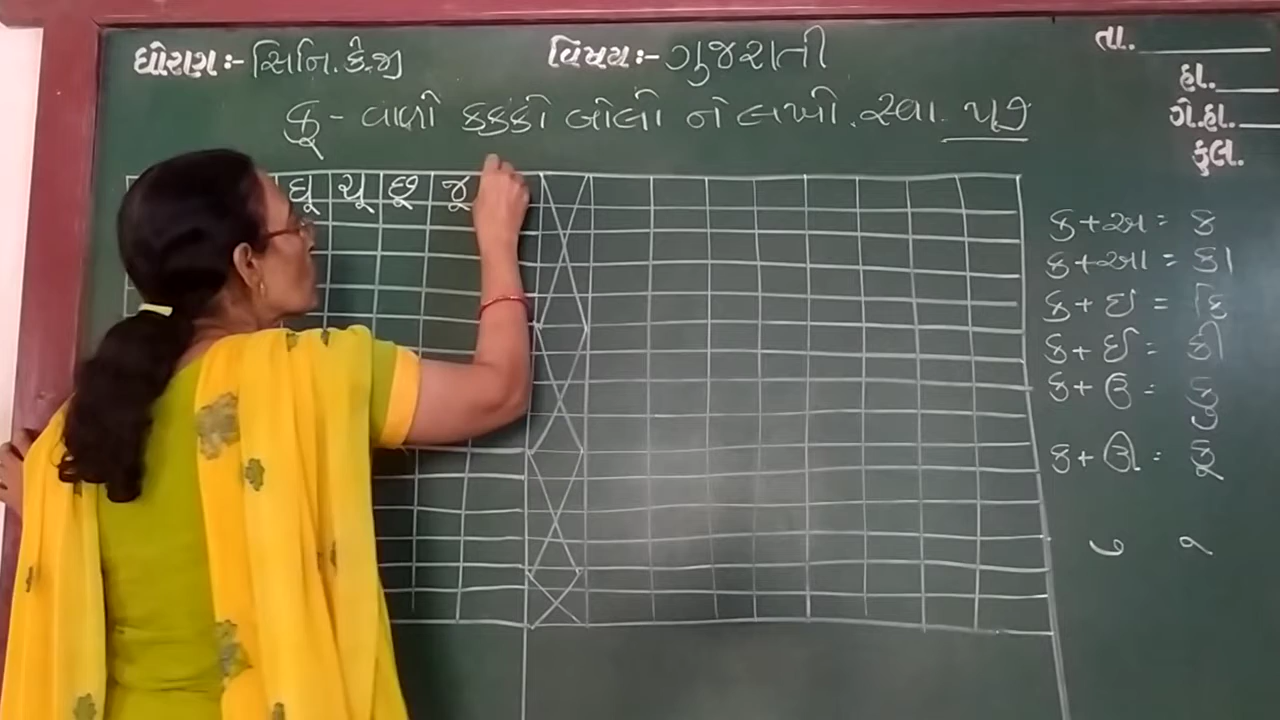 ધોરણ:- સિનિ. કે.જી
વિષય:- ગુજરાતી
તા.
હા.
ગે.હા.
કુલ.
કૂ - વાળો કક્કો બોલી ને લખો.
ઘૂ ચૂ છૂ જૂ
ક + અ = ક
ક + આ = કા
ક + ઇ = કિ
ક + ઈ = કી
ક + ઉ = કુ
ક + ઊ = કૂ
ુ ૂ